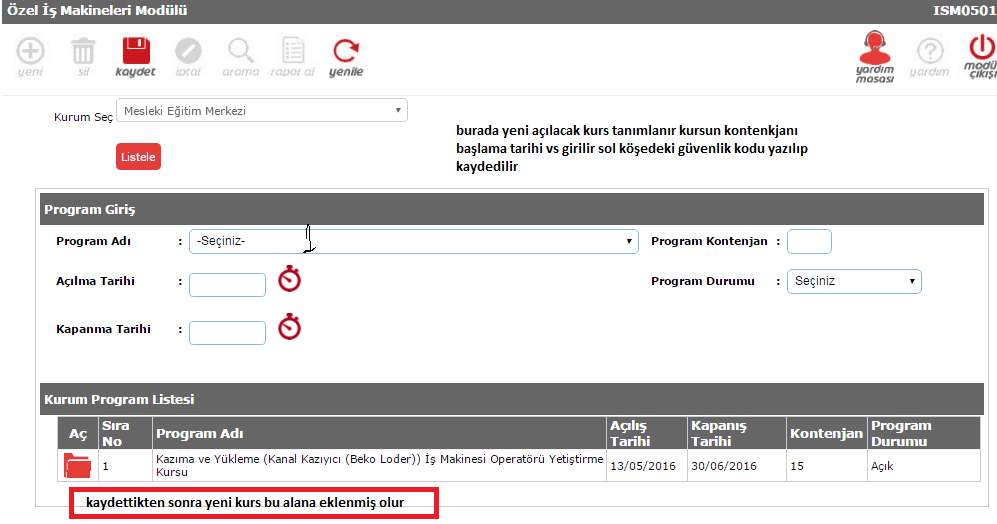 Özel İş Makineleri Modülü
ISM0501
yeni
sil
kaydet
iptal
arama
rapor al
yenile
yardım
masası
yardım
modü
çıkışı
Kurum Seç
Mesleki Eğitim Merkezi
Listele
burada yeni açılacak kurs tanımlanır kursun kontenkjanı
başlama tarihi vs girilir sol köşedeki güvenlik kodu yazılıp
kaydedilir
Program Giriş
Program Adı : -Seçiniz-
Program Kontenjan :
Açılma Tarihi :
Program Durumu : Seçiniz
Kapanma Tarihi :
Kurum Program Listesi
Aç
Sıra
No
Program Adı
Açılış
Tarihi
Kapanış
Tarihi
Kontenjan
Program
Durumu
1
Kazıma ve Yükleme (Kanal Kazıyıcı (Beko Loder)) İş Makinesi Operatörü Yetiştirme
Kursu
13/05/2016
30/06/2016
15
Açık
kaydettikten sonra yeni kurs bu alana eklenmiş olur